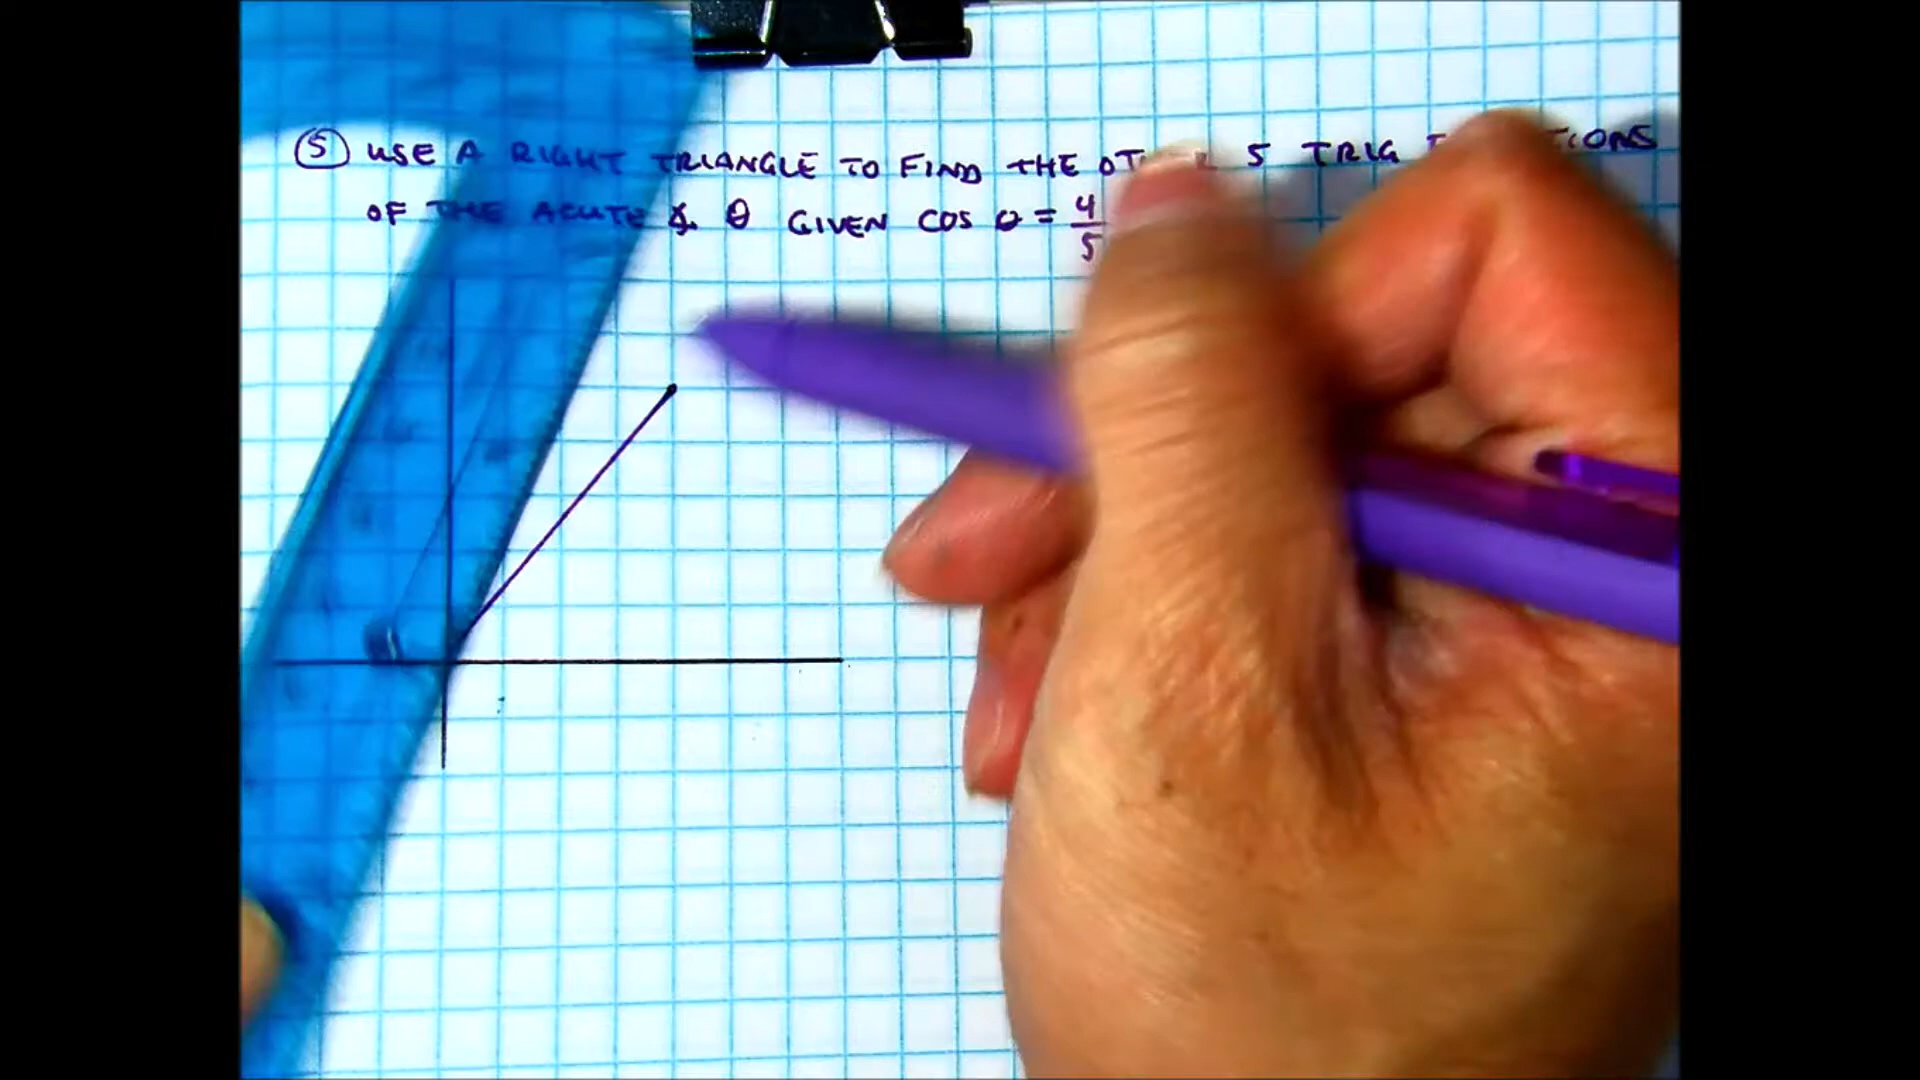 ⑤ USE A RIGHT TRIANGLE TO FIND THE 5 TRIG
OF THE ACUTE ∡ θ GIVEN COS θ = 4/5